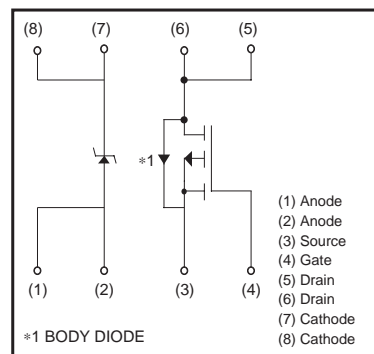 (8) (7) (6) (5)
∗1
(1) (2) (3) (4)
∗1 BODY DIODE
(1) Anode
(2) Anode
(3) Source
(4) Gate
(5) Drain
(6) Drain
(7) Cathode
(8) Cathode